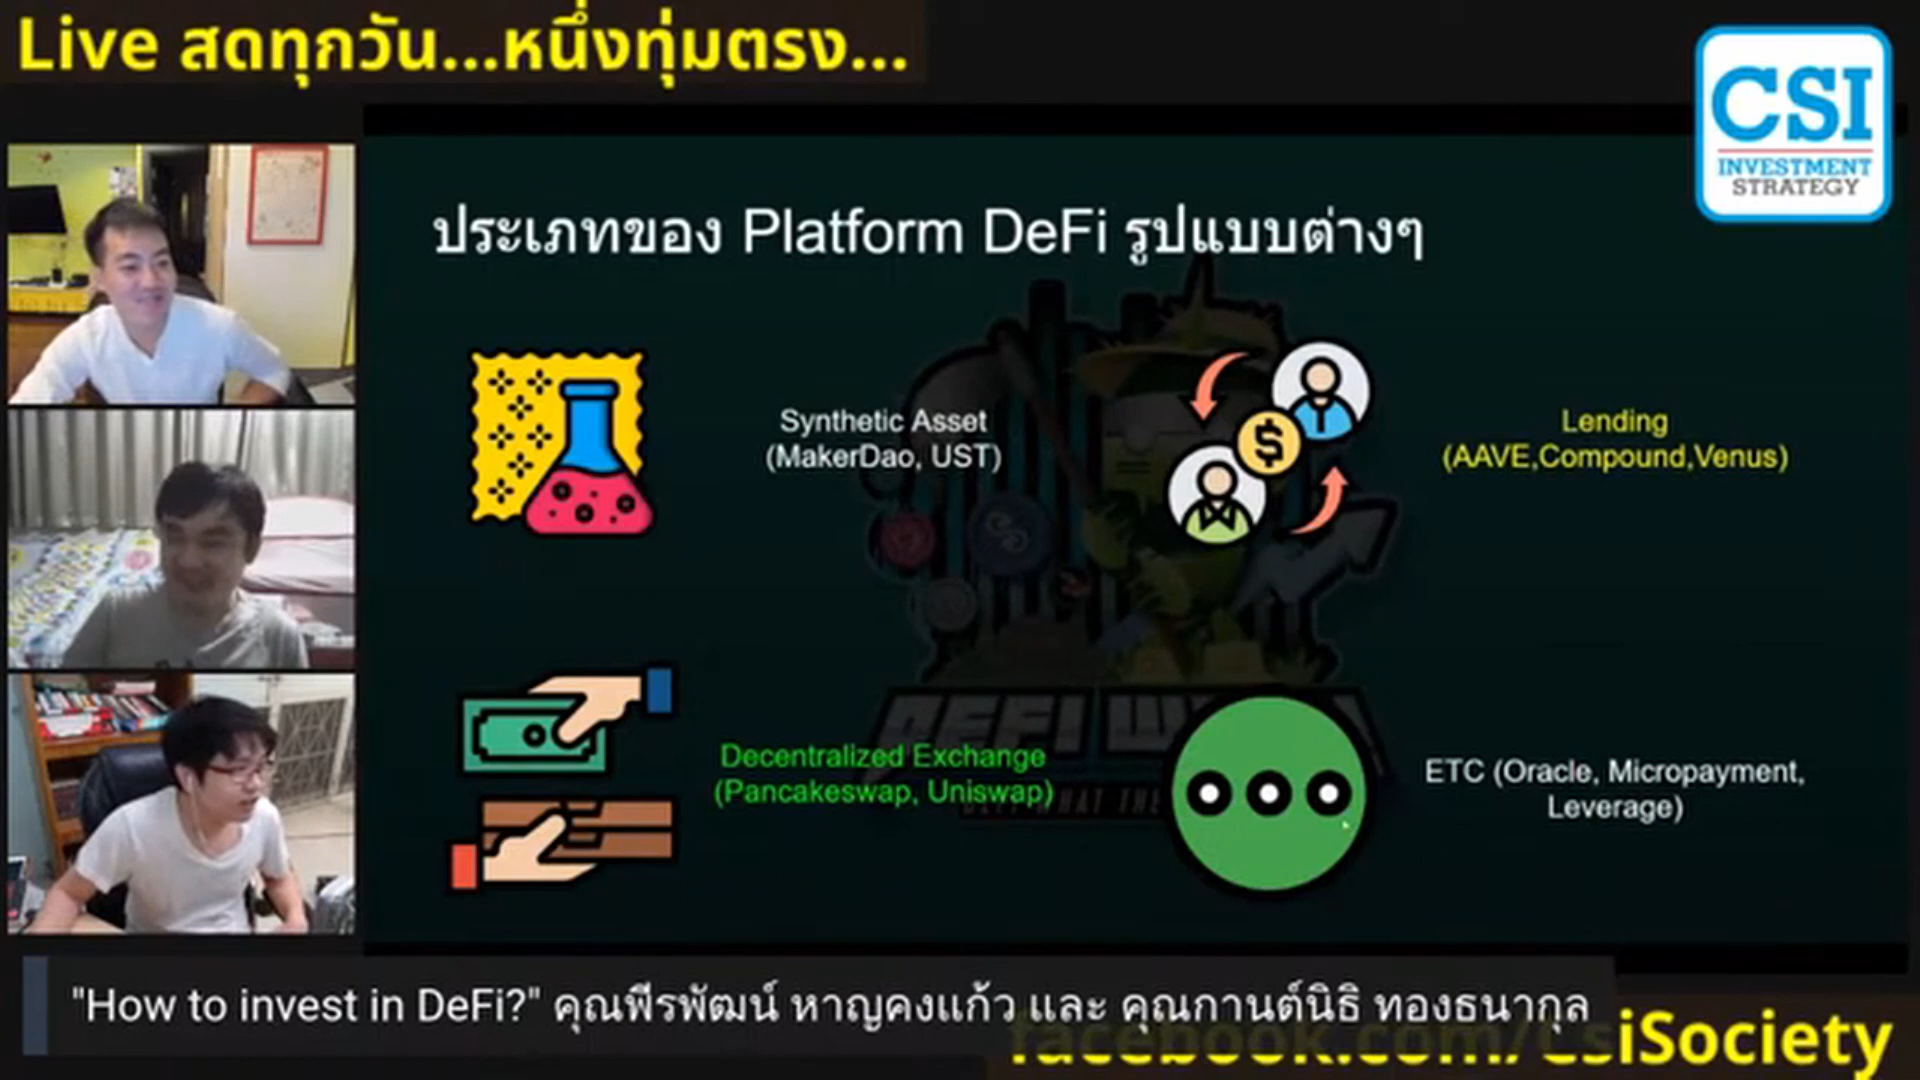 Live สดทุกวัน...หนึ่งทุ่มตรง...
CSI
INVESTMENT
STRATEGY
ประเภทของ Platform DeFi รูปแบบต่างๆ
Synthetic Asset
(MakerDao, UST)
Lending
(AAVE,Compound,Venus)
Decentralized Exchange
(Pancakeswap, Uniswap)
ETC (Oracle, Micropayment,
Leverage)
"How to invest in DeFi?" คุณพีรพัฒน์ หาญคงแก้ว และ คุณกานต์นิธิ ทองธนากุล
facebook.com/CsiSociety